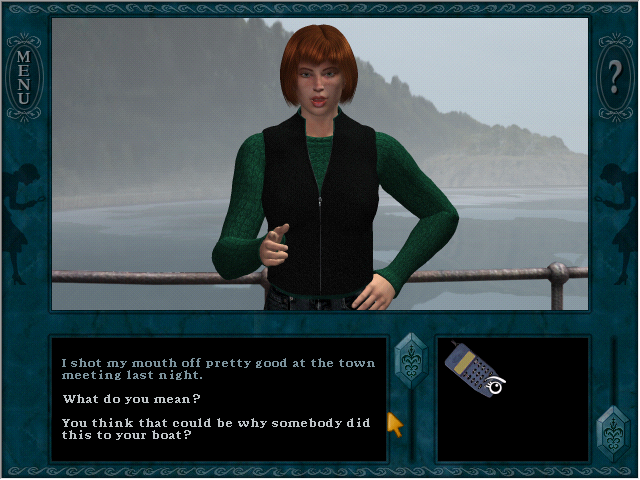 MENU
?
I shot my mouth off pretty good at the town
meeting last night.
What do you mean?
You think that could be why somebody did
this to your boat?